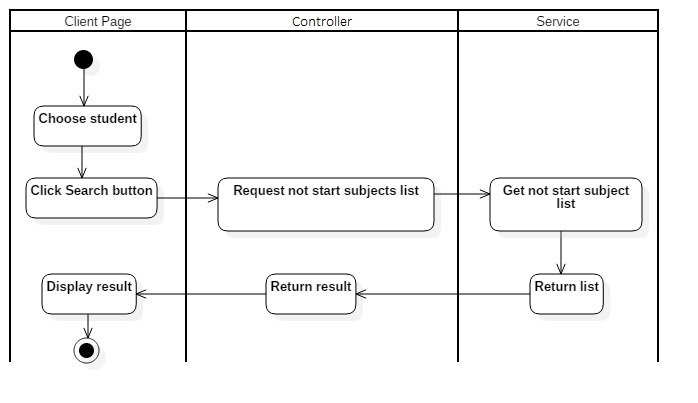 Client Page
Controller
Service
Choose student
Click Search button
Request not start subjects list
Get not start subject
list
Display result
Return result
Return list